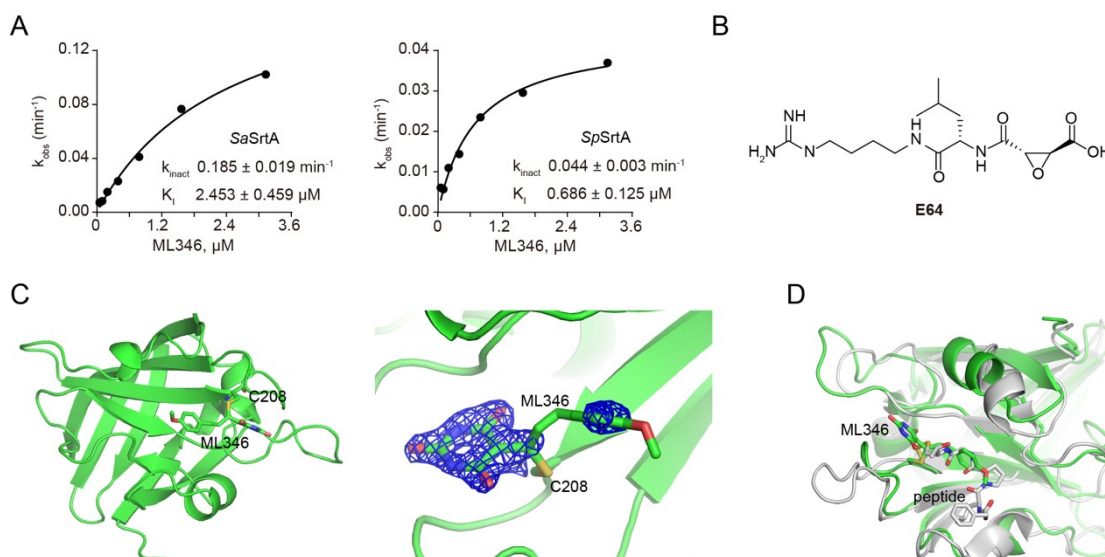 A
0.12
0.08
0.04
0.00
k_obs (min⁻¹)
SaSrtA
k_inact 0.185 ± 0.019 min⁻¹
K_I 2.453 ± 0.459 µM
0 1.2 2.4 3.6
ML346, µM
0.04
0.03
0.02
0.01
0.00
k_obs (min⁻¹)
SpSrtA
k_inact 0.044 ± 0.003 min⁻¹
K_I 0.686 ± 0.125 µM
0 1.2 2.4 3.6
ML346, µM
B
NH
H₂N
N
H
H
N
O
N
H
O
O
O
OH
E64
C
C208
ML346
ML346
C208
D
ML346
peptide